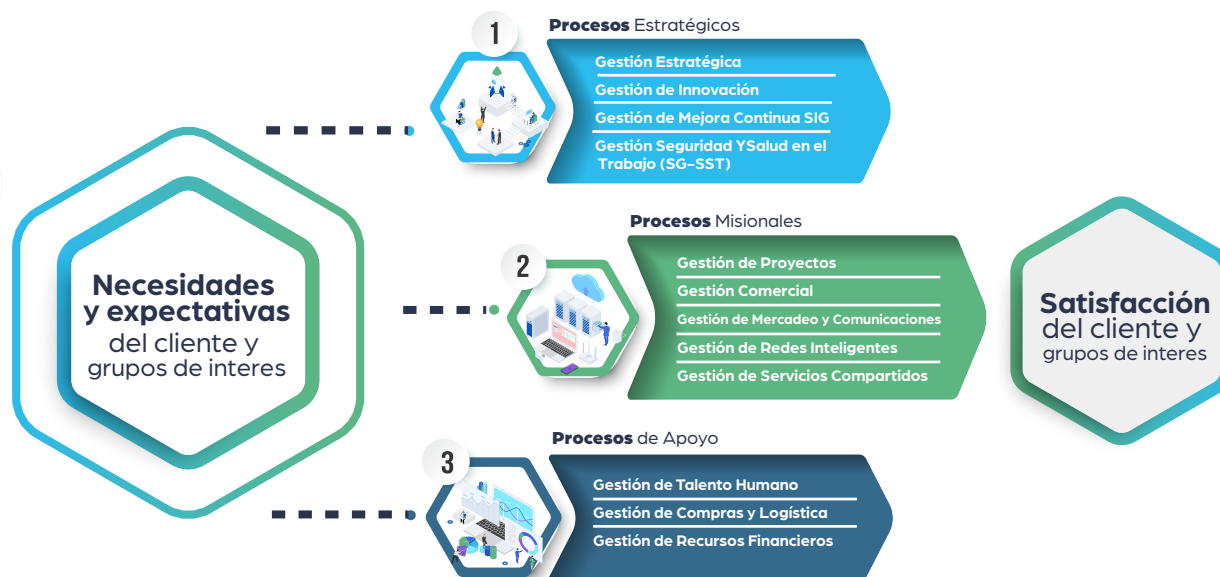 Necesidades
y expectativas
del cliente y
grupos de interes
1
Procesos Estratégicos
Gestión Estratégica
Gestión de Innovación
Gestión de Mejora Continua SIG
Gestión Seguridad YSalud en el
Trabajo (SG-SST)
2
Procesos Misionales
Gestión de Proyectos
Gestión Comercial
Gestión de Mercadeo y Comunicaciones
Gestión de Redes Inteligentes
Gestión de Servicios Compartidos
3
Procesos de Apoyo
Gestión de Talento Humano
Gestión de Compras y Logística
Gestión de Recursos Financieros
Satisfacción
del cliente y
grupos de interes